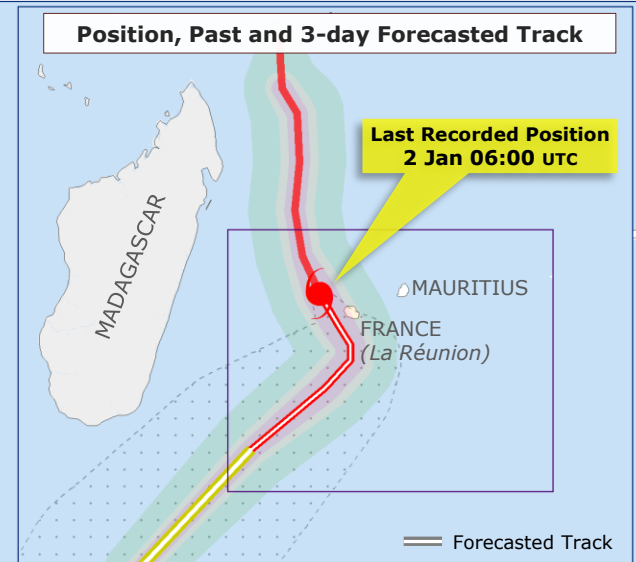 Position, Past and 3-day Forecasted Track
Last Recorded Position
2 Jan 06:00 UTC
MADAGASCAR
MAURITIUS
FRANCE
(La Réunion)
Forecasted Track